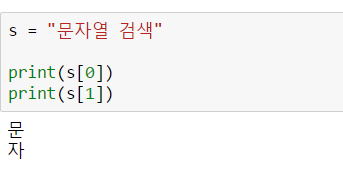 s = "문자열 검색"
print(s[0])
print(s[1])
문
자